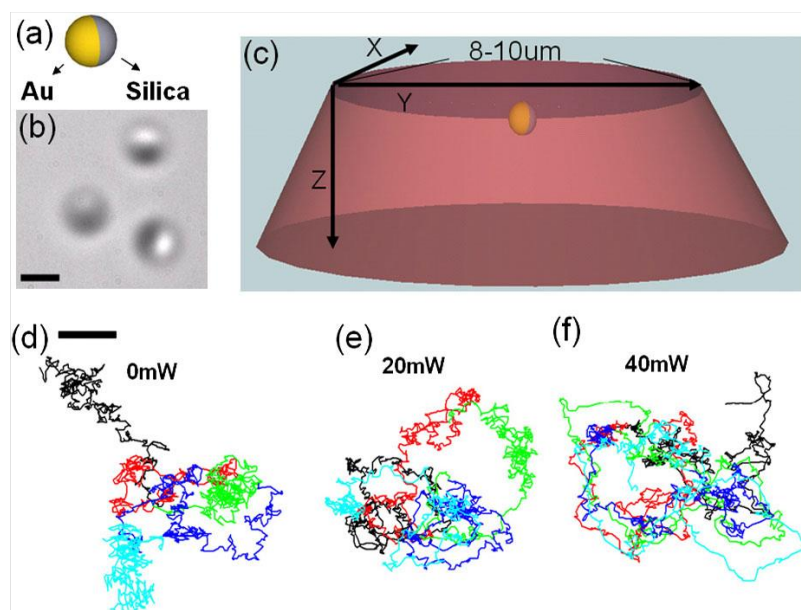 (a)
Au Silica
(b)
(c)
X
8-10um
Y
Z
(d) 0mW
(e) 20mW
(f) 40mW